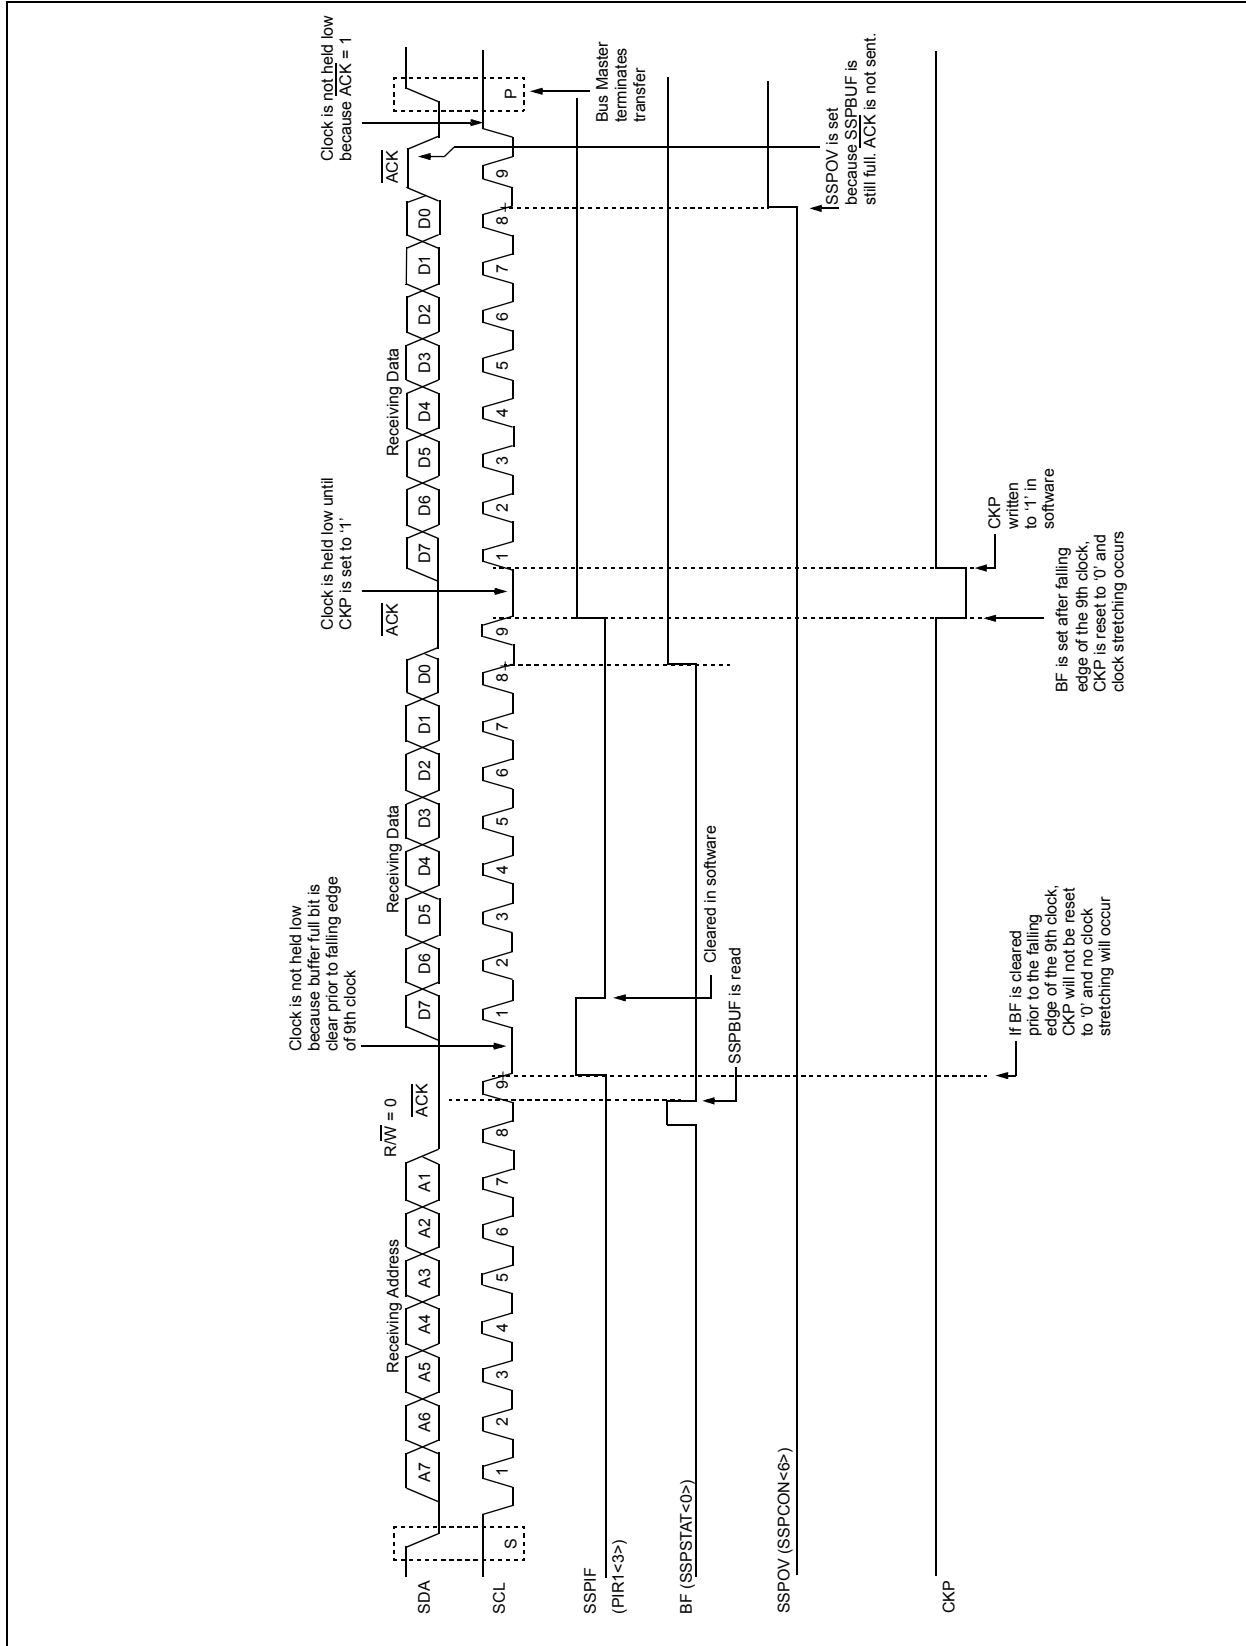 Clock is not held low
because buffer full bit is
clear prior to falling edge
of 9th clock
Clock is held low until
CKP is set to ‘1’
Clock is not held low
because ACK = 1
Receiving Address
R/W = 0
ACK
Receiving Data
ACK
Receiving Data
ACK
SDA
A7 A6 A5 A4 A3 A2 A1
D7 D6 D5 D4 D3 D2 D1 D0
D7 D6 D5 D4 D3 D2 D1 D0
SCL
S
1 2 3 4 5 6 7 8 9
1 2 3 4 5 6 7 8 9
1 2 3 4 5 6 7 8 9
P
SSPIF
(PIR1<3>)
Cleared in software
Bus Master
terminates
transfer
BF (SSPSTAT<0>)
SSPBUF is read
SSPOV (SSPCON<6>)
SSPOV is set
because SSPBUF is
still full. ACK is not sent.
CKP
If BF is cleared
prior to the falling
edge of the 9th clock,
CKP will not be reset
to ‘0’ and no clock
stretching will occur
CKP
written
to ‘1’ in
software
BF is set after falling
edge of the 9th clock,
CKP is reset to ‘0’ and
clock stretching occurs